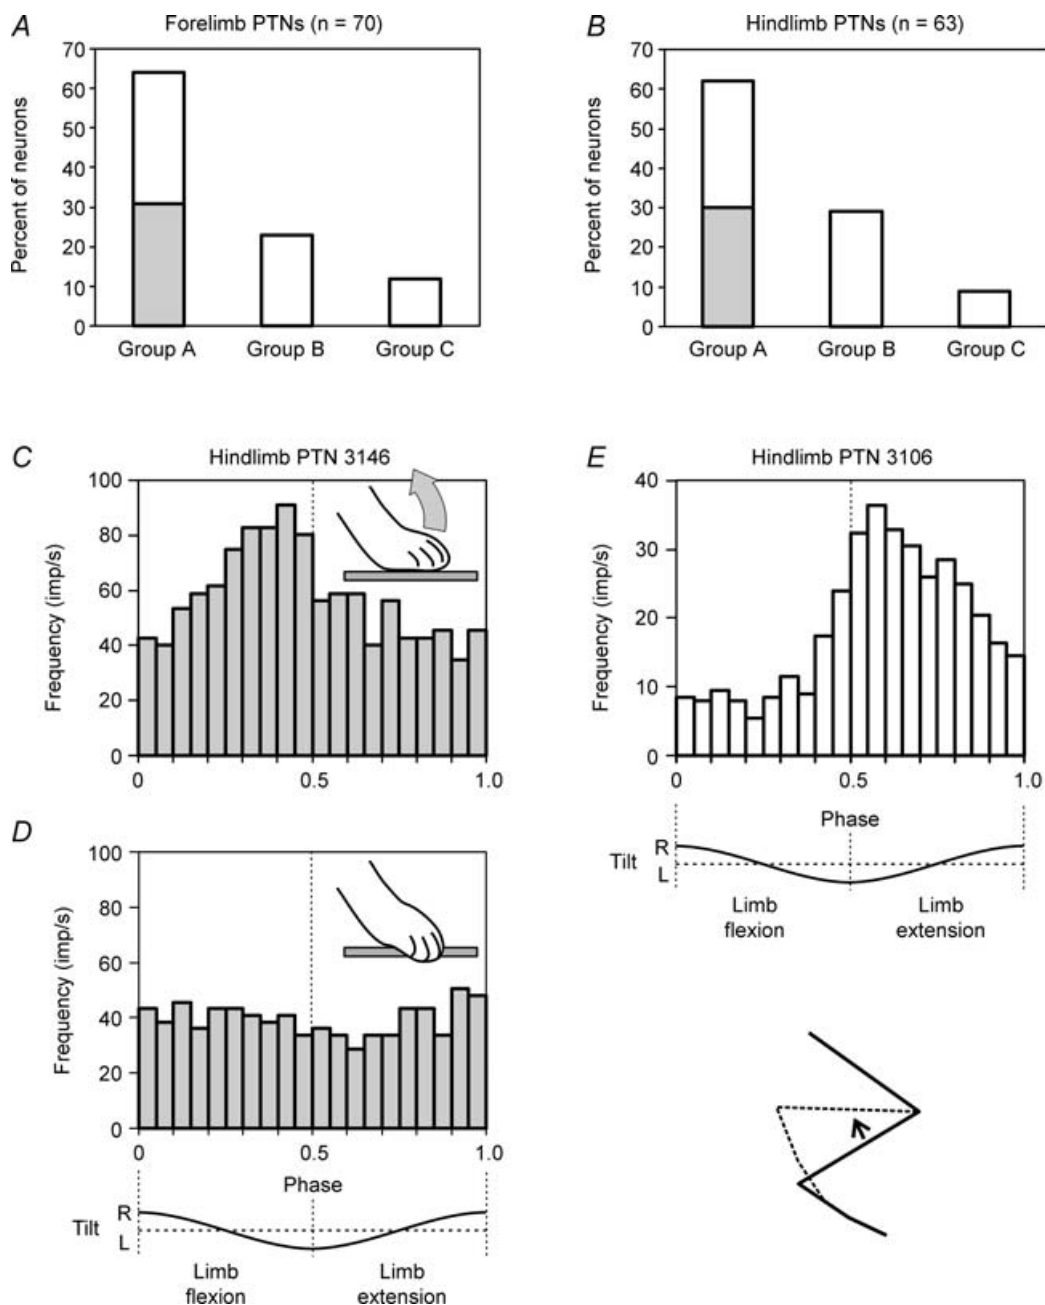 A
Forelimb PTNs (n = 70)
Percent of neurons
70
60
50
40
30
20
10
0
Group A Group B Group C
B
Hindlimb PTNs (n = 63)
Percent of neurons
70
60
50
40
30
20
10
0
Group A Group B Group C
C
Hindlimb PTN 3146
Frequency (imp/s)
100
80
60
40
20
0
0 0.5 1.0
E
Hindlimb PTN 3106
Frequency (imp/s)
40
30
20
10
0
0 0.5 1.0
Phase
Tilt
R
L
Limb flexion
Limb extension
D
Frequency (imp/s)
100
80
60
40
20
0
0 0.5 1.0
Phase
Tilt
R
L
Limb flexion
Limb extension